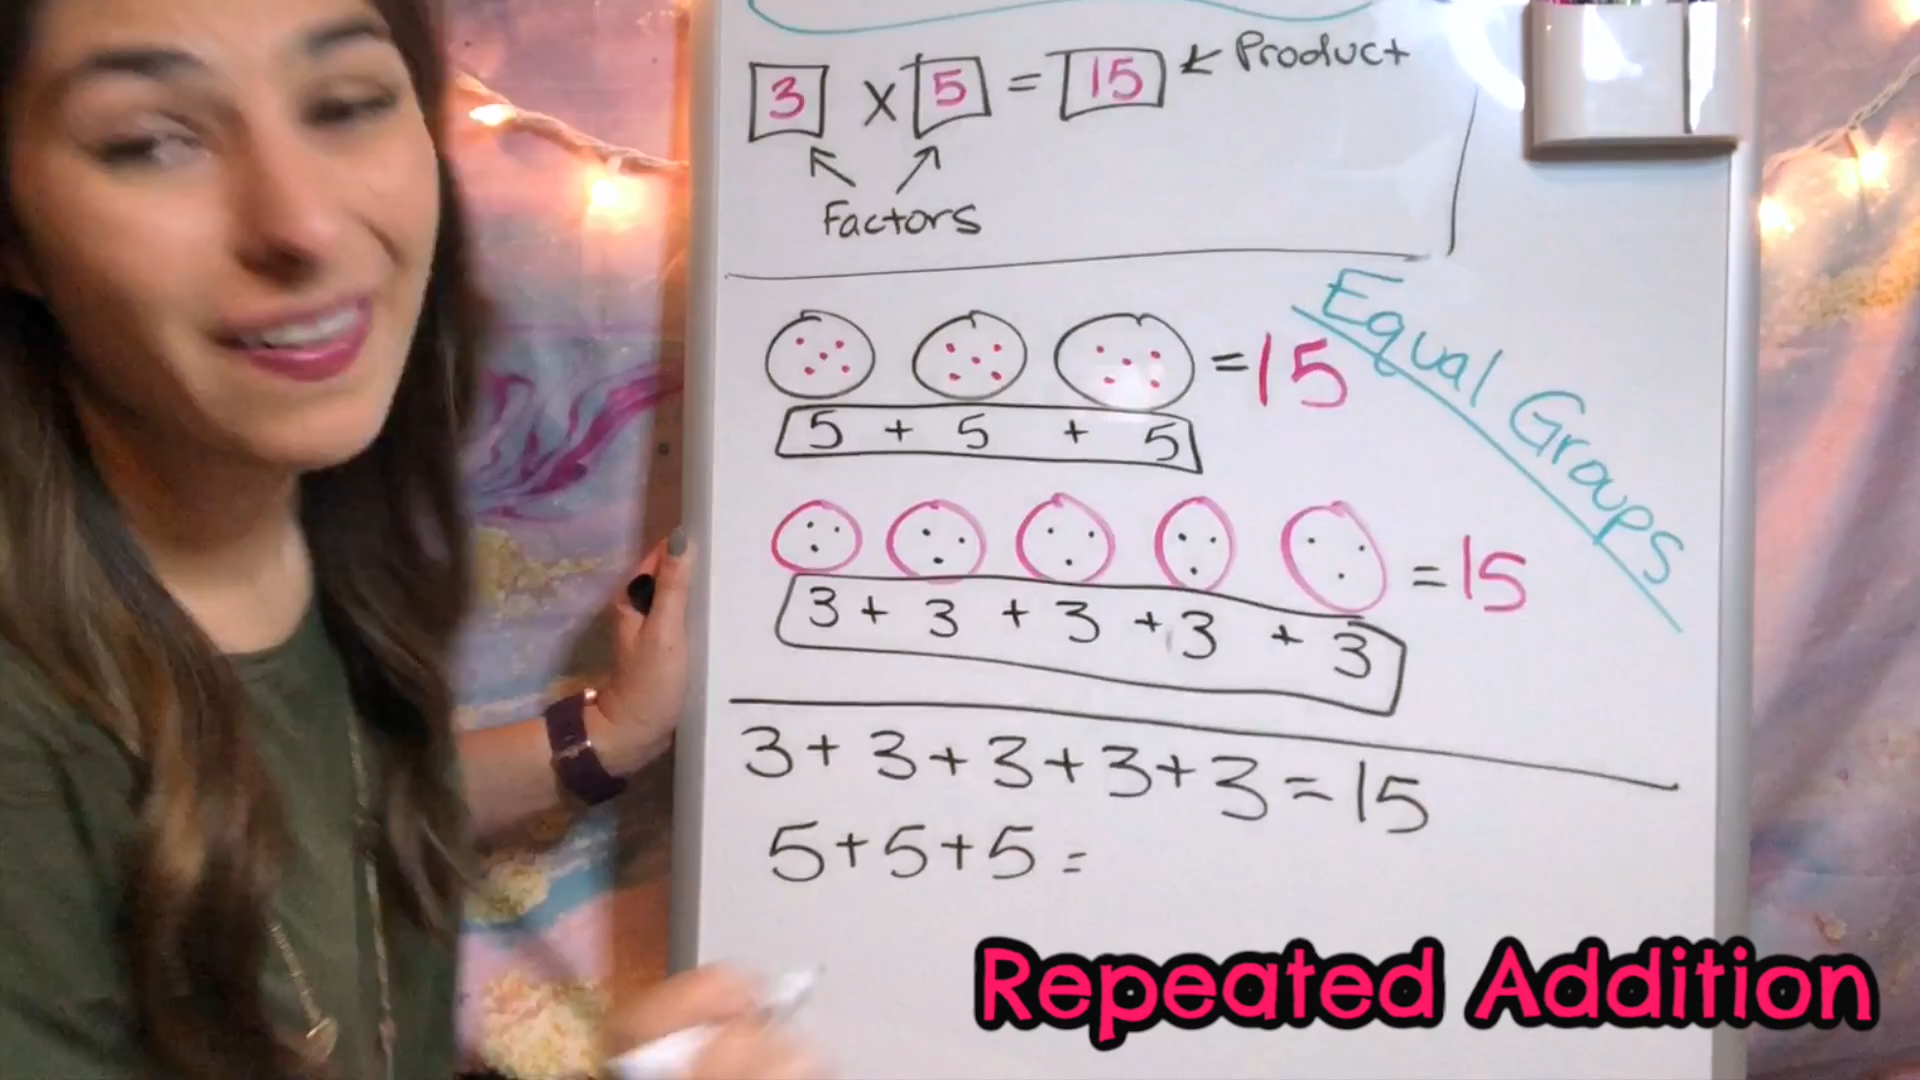 3 x 5 = 15 ← Product
Factors
Equal Groups
= 15
5 + 5 + 5
= 15
3 + 3 + 3 + 3 + 3
3 + 3 + 3 + 3 + 3 = 15
5 + 5 + 5 =
Repeated Addition